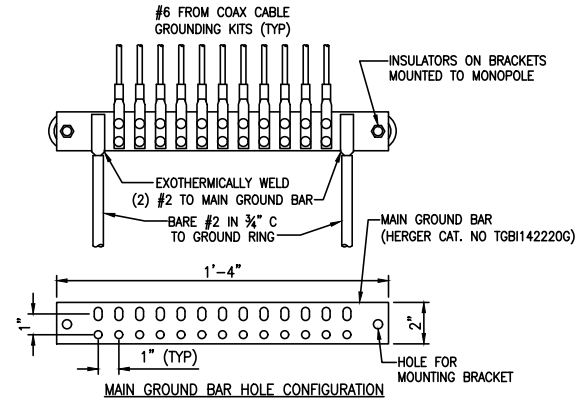 #6 FROM COAX CABLE
GROUNDING KITS (TYP)
INSULATORS ON BRACKETS
MOUNTED TO MONOPOLE
EXOTHERMICALLY WELD
(2) #2 TO MAIN GROUND BAR
BARE #2 IN ¾" C
TO GROUND RING
MAIN GROUND BAR
(HERGER CAT. NO TGBI142220G)
1'-4"
1"
2"
1" (TYP)
HOLE FOR
MOUNTING BRACKET
MAIN GROUND BAR HOLE CONFIGURATION